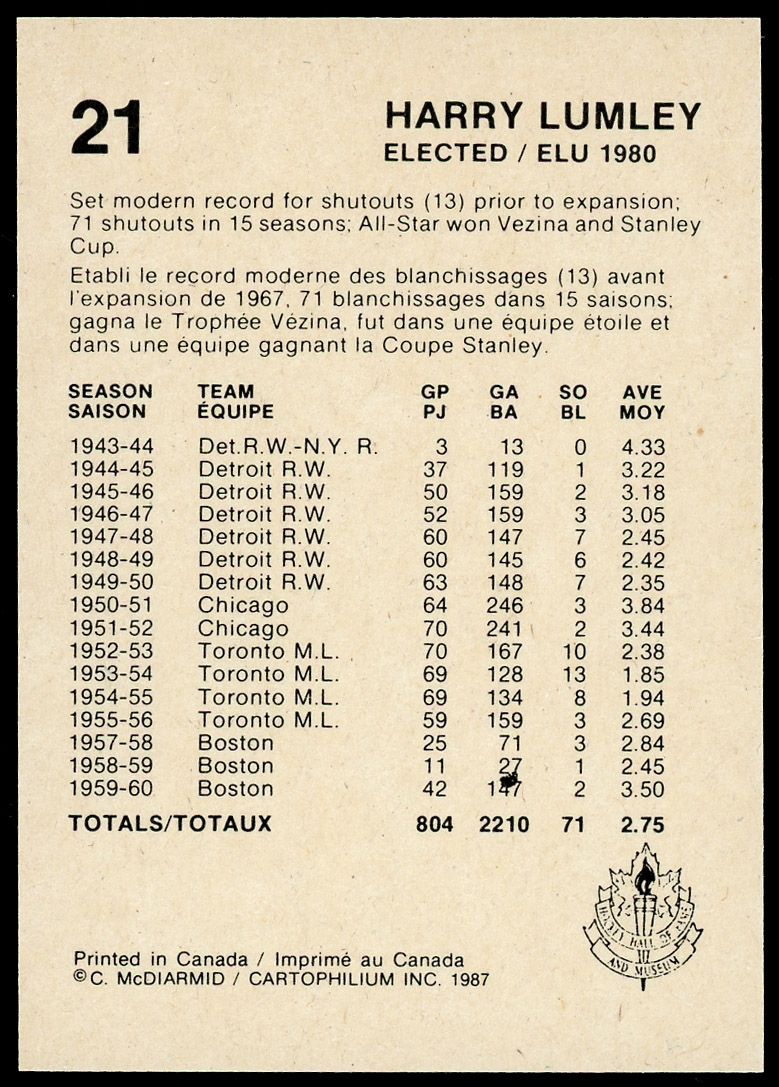 21
HARRY LUMLEY
ELECTED / ELU 1980
Set modern record for shutouts (13) prior to expansion;
71 shutouts in 15 seasons; All-Star won Vezina and Stanley
Cup.
Etabli le record moderne des blanchissages (13) avant
l'expansion de 1967, 71 blanchissages dans 15 saisons;
gagna le Trophée Vézina, fut dans une équipe étoile et
dans une équipe gagnant la Coupe Stanley.
SEASON TEAM GP GA SO AVE
SAISON ÉQUIPE PJ BA BL MOY
1943-44 Det.R.W.-N.Y. R. 3 13 0 4.33
1944-45 Detroit R.W. 37 119 1 3.22
1945-46 Detroit R.W. 50 159 2 3.18
1946-47 Detroit R.W. 52 159 3 3.05
1947-48 Detroit R.W. 60 147 7 2.45
1948-49 Detroit R.W. 60 145 6 2.42
1949-50 Detroit R.W. 63 148 7 2.35
1950-51 Chicago 64 246 3 3.84
1951-52 Chicago 70 241 2 3.44
1952-53 Toronto M.L. 70 167 10 2.38
1953-54 Toronto M.L. 69 128 13 1.85
1954-55 Toronto M.L. 69 134 8 1.94
1955-56 Toronto M.L. 59 159 3 2.69
1957-58 Boston 25 71 3 2.84
1958-59 Boston 11 27 1 2.45
1959-60 Boston 42 147 2 3.50
TOTALS/TOTAUX 804 2210 71 2.75
HOCKEY HALL OF FAME
AND MUSEUM
Printed in Canada / Imprimé au Canada
©C. McDIARMID / CARTOPHILIUM INC. 1987